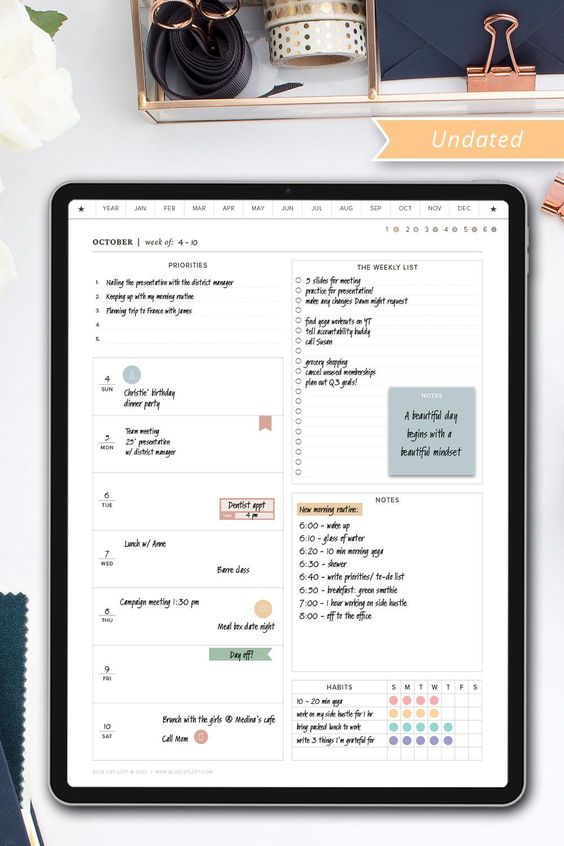 Undated
★ YEAR JAN FEB MAR APR MAY JUN JUL AUG SEP OCT NOV DEC ★
1 2 3 4 5 6
OCTOBER | week of: 4 - 10
PRIORITIES
1. Nailing the presentation with the district manager
2. Keeping up with my morning routine
3. Planning trip to France with James
4.
5.
4
SUN
Christie' birthday
dinner party
5
MON
Team meeting
25' presentation
w/ district manager
6
TUE
Dentist appt
TIME 4 pm
7
WED
Lunch w/ Anne
Barre class
8
THU
Campaign meeting 1:30 pm
Meal box date night
9
FRI
Day off!
10
SAT
Brunch with the girls @ Medina's cafe
Call Mom
THE WEEKLY LIST
5 slides for meeting
practice for presentation!
make any changes Dawn might request
find yoga workouts on YT
tell accountability buddy
call Susan
grocery shopping
cancel unused memberships
plan out Q3 goals!
NOTES
A beautiful day
begins with a
beautiful mindset
NOTES
New morning routine:
6:00 - wake up
6:10 - glass of water
6:20 - 10 min morning yoga
6:30 - shower
6:40 - write priorities/ to-do list
6:50 - breakfast: green smothie
7:00 - 1 hour working on side hustle
8:00 - off to the office
HABITS S M T W T F S
10 - 20 min yoga
work on my side hustle for 1 hr
bring packed lunch to work
write 3 things I'm grateful for
BLUE CAT LOFT © 2020 | WWW.BLUECATLOFT.COM